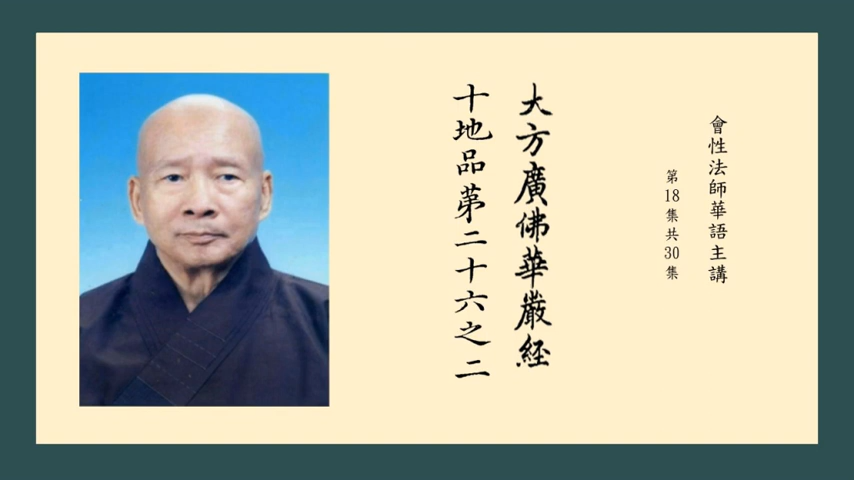 會性法師華語主講
第18集共30集
大方廣佛華嚴経
十地品第二十六之二